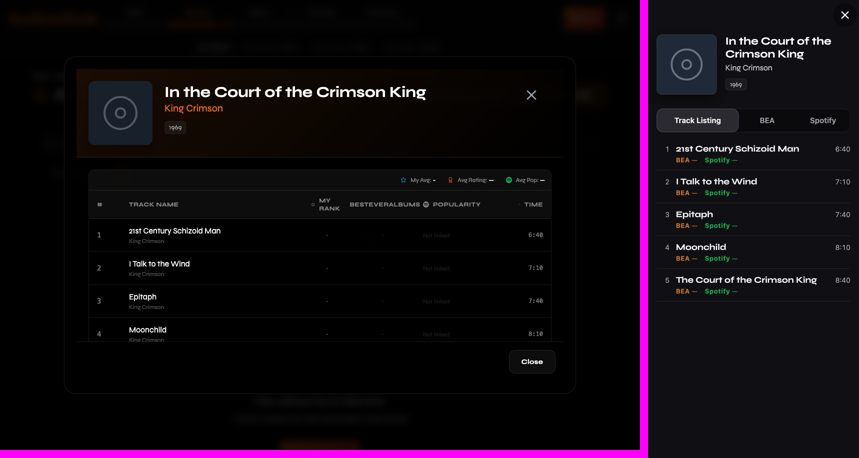 In the Court of the Crimson King
King Crimson
1969
My Avg: -
Avg Rating: —
Avg Pop: —
#
TRACK NAME
MY RANK
BESTEVERALBUMS
POPULARITY
TIME
1
21st Century Schizoid Man
King Crimson
-
-
Not linked
6:40
2
I Talk to the Wind
King Crimson
-
-
Not linked
7:10
3
Epitaph
King Crimson
-
-
Not linked
7:40
4
Moonchild
King Crimson
-
-
Not linked
8:10
Close
In the Court of the
Crimson King
King Crimson
1969
Track Listing
BEA
Spotify
1 21st Century Schizoid Man 6:40
BEA — Spotify —
2 I Talk to the Wind 7:10
BEA — Spotify —
3 Epitaph 7:40
BEA — Spotify —
4 Moonchild 8:10
BEA — Spotify —
5 The Court of the Crimson King 8:40
BEA — Spotify —